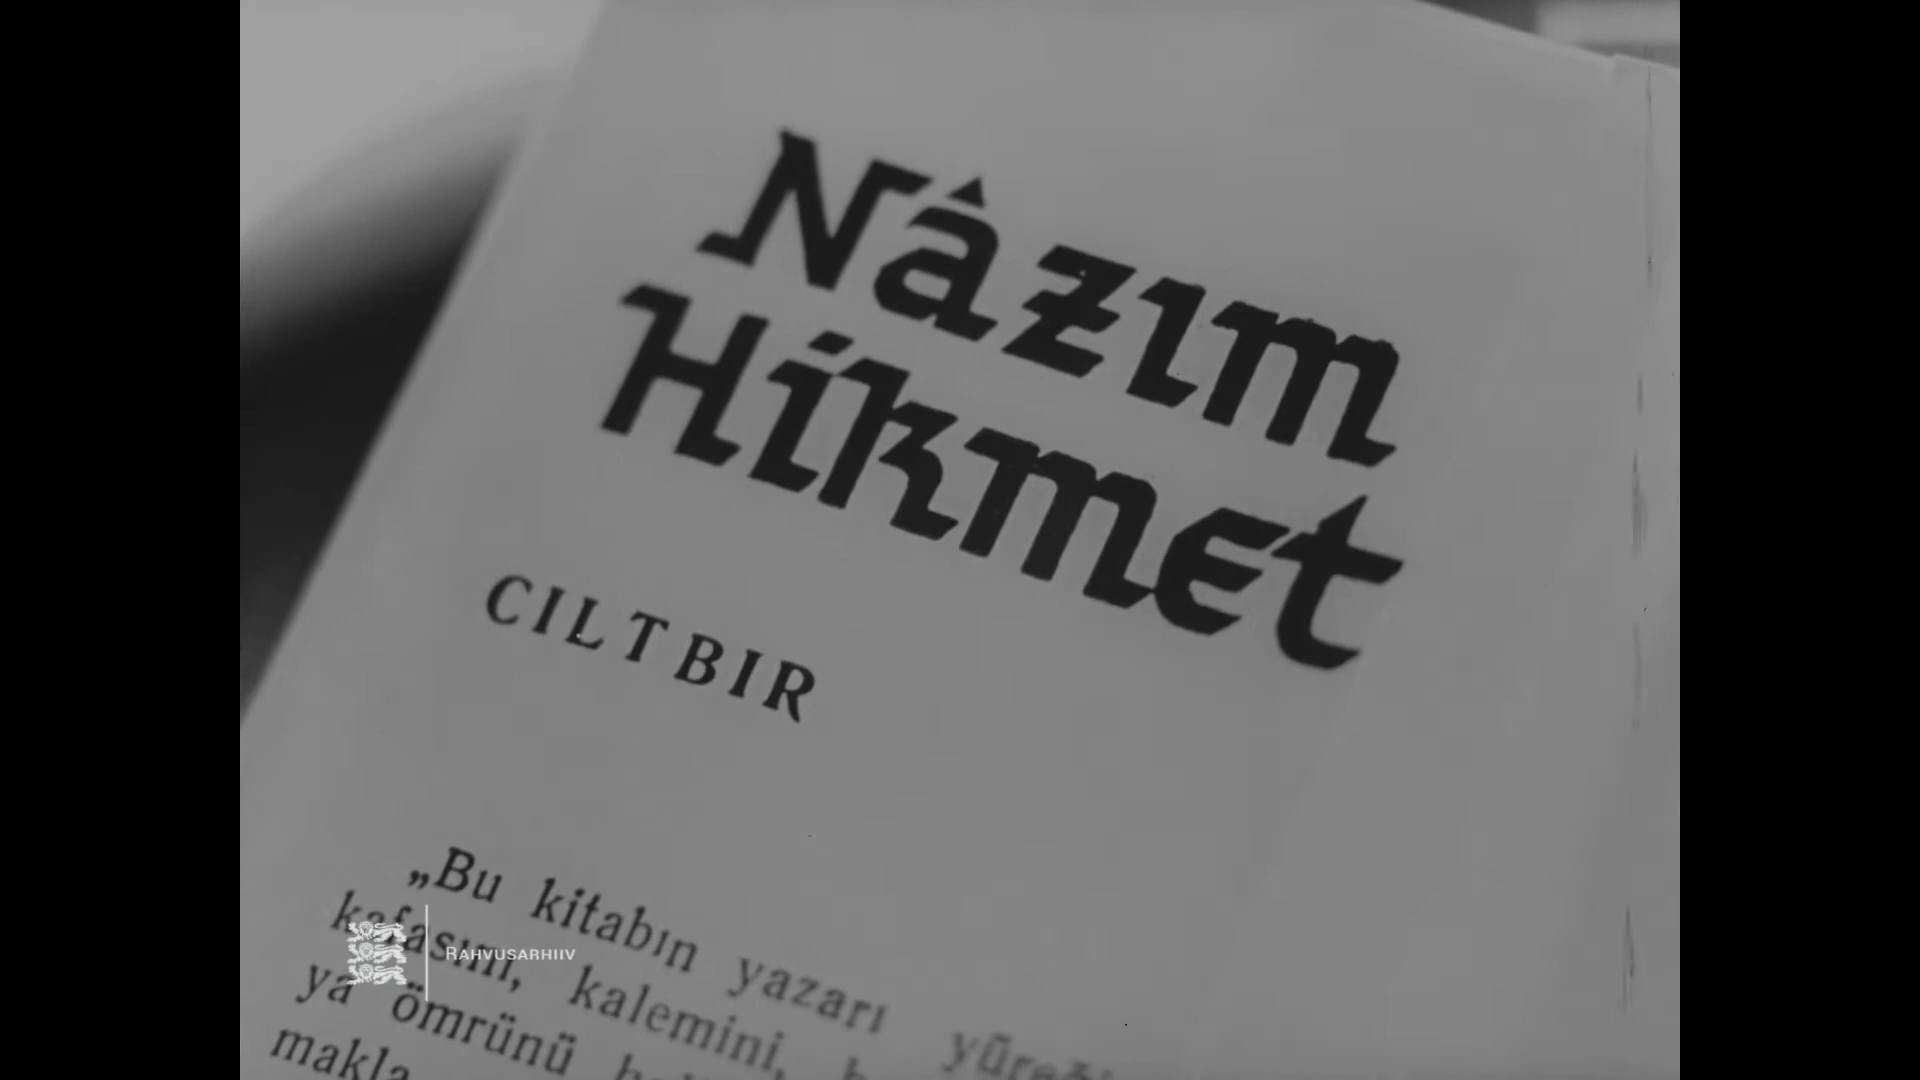 Nâzım
Hikmet
CILT BIR
„Bu kitabın yazarı
kafasını, kalemini,
ya ömrünü
makla
RAHVUSARHIIV